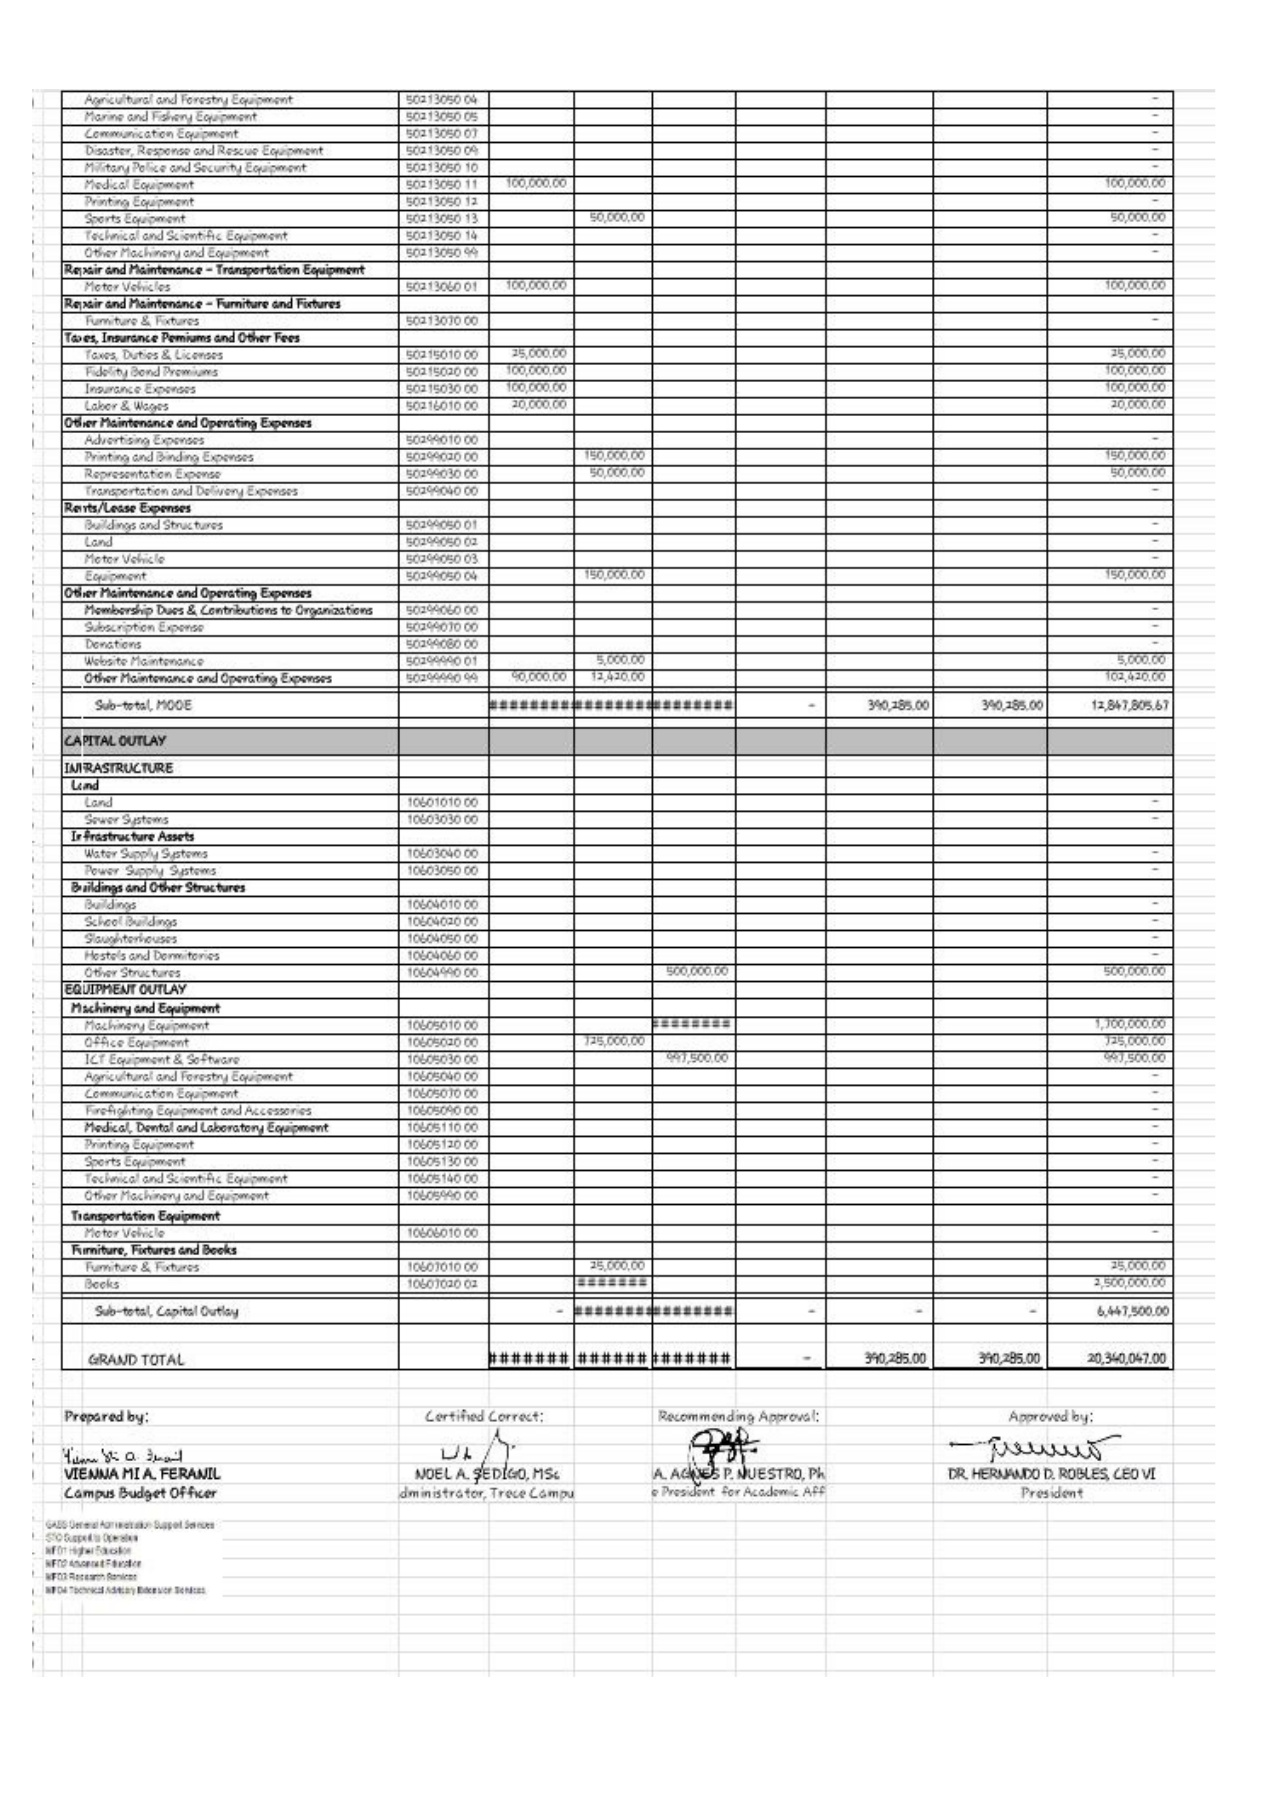 Agricultural and Forestry Equipment 50213050 04 -
Marine and Fishery Equipment 50213050 05 -
Communication Equipment 50213050 07 -
Disaster, Response and Rescue Equipment 50213050 09 -
Military Police and Security Equipment 50213050 10 -
Medical Equipment 50213050 11 100,000.00 100,000.00
Printing Equipment 50213050 12 -
Sports Equipment 50213050 13 50,000.00 50,000.00
Technical and Scientific Equipment 50213050 14 -
Other Machinery and Equipment 50213050 99 -
Repair and Maintenance - Transportation Equipment
Motor Vehicles 50213060 01 100,000.00 100,000.00
Repair and Maintenance - Furniture and Fixtures
Furniture & Fixtures 50213070 00 -
Taxes, Insurance Pemiums and Other Fees
Taxes, Duties & Licenses 50215010 00 25,000.00 25,000.00
Fidelity Bond Premiums 50215020 00 100,000.00 100,000.00
Insurance Expenses 50215030 00 100,000.00 100,000.00
Labor & Wages 50216010 00 20,000.00 20,000.00
Other Maintenance and Operating Expenses
Advertising Expenses 50299010 00 -
Printing and Binding Expenses 50299020 00 150,000.00 150,000.00
Representation Expense 50299030 00 50,000.00 50,000.00
Transportation and Delivery Expenses 50299040 00 -
Rents/Lease Expenses
Buildings and Structures 50299050 01 -
Land 50299050 02 -
Motor Vehicle 50299050 03 -
Equipment 50299050 04 150,000.00 150,000.00
Other Maintenance and Operating Expenses
Membership Dues & Contributions to Organizations 50299060 00 -
Subscription Expense 50299070 00 -
Donations 50299080 00 -
Website Maintenance 50299990 01 5,000.00 5,000.00
Other Maintenance and Operating Expenses 50299990 99 90,000.00 12,420.00 102,420.00
Sub-total, MOOE ######################## - 390,285.00 390,285.00 12,847,805.67
CAPITAL OUTLAY
INFRASTRUCTURE
Land
Land 10601010 00 -
Sewer Systems 10603030 00 -
Infrastructure Assets
Water Supply Systems 10603040 00 -
Power Supply Systems 10603050 00 -
Buildings and Other Structures
Buildings 10604010 00 -
School Buildings 10604020 00 -
Slaughterhouses 10604050 00 -
Hostels and Dormitories 10604060 00 -
Other Structures 10604990 00 500,000.00 500,000.00
EQUIPMENT OUTLAY
Machinery and Equipment
Machinery Equipment 10605010 00 ######## 1,700,000.00
Office Equipment 10605020 00 725,000.00 725,000.00
ICT Equipment & Software 10605030 00 997,500.00 997,500.00
Agricultural and Forestry Equipment 10605040 00 -
Communication Equipment 10605070 00 -
Firefighting Equipment and Accessories 10605090 00 -
Medical, Dental and Laboratory Equipment 10605110 00 -
Printing Equipment 10605120 00 -
Sports Equipment 10605130 00 -
Technical and Scientific Equipment 10605140 00 -
Other Machinery and Equipment 10605990 00 -
Transportation Equipment
Motor Vehicle 10606010 00 -
Furniture, Fixtures and Books
Furniture & Fixtures 10607010 00 25,000.00 25,000.00
Books 10607020 02 ####### 2,500,000.00
Sub-total, Capital Outlay - ################ - - - 6,447,500.00
GRAND TOTAL ####### ###### ####### - 390,285.00 390,285.00 20,340,047.00
Prepared by: Certified Correct: Recommending Approval: Approved by:
VIENNA MI A. FERANIL NOEL A. SEDIGO, MSc A. AGNES P. NUESTRO, Ph DR. HERNANDO D. ROBLES, CEO VI
Campus Budget Officer dministrator, Trece Campu e President for Academic Aff President
GASS General Administration Support Services
STO Support to Operation
MFO1 Higher Education
MFO2 Advanced Education
MFO3 Research Services
MFO4 Technical Advisory Extension Services